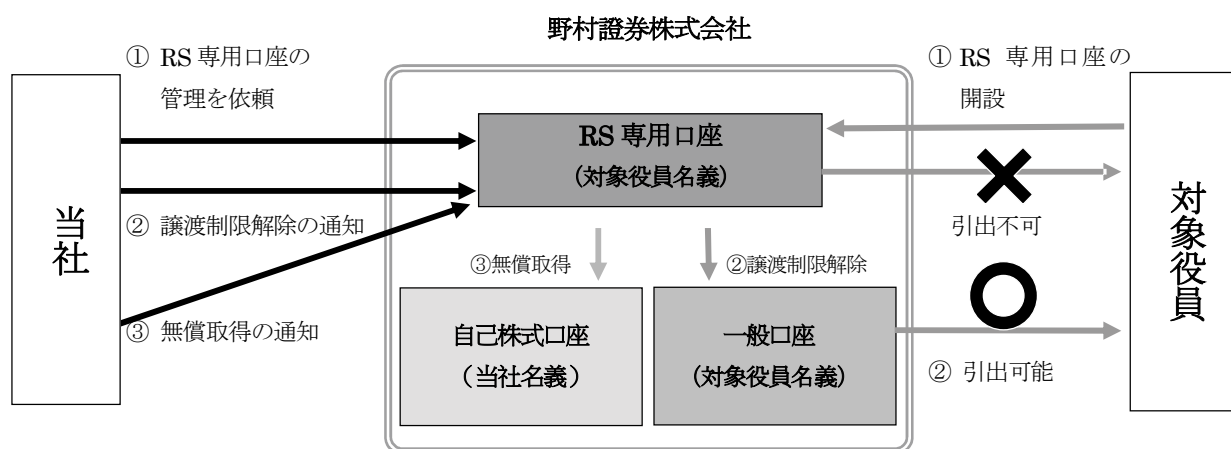 野村證券株式会社
① RS 専用口座の
管理を依頼
① RS 専用口座の
開設
RS 専用口座
(対象役員名義)
当社
② 譲渡制限解除の通知
引出不可
対象役員
③無償取得
②譲渡制限解除
③ 無償取得の通知
自己株式口座
（当社名義）
一般口座
(対象役員名義)
② 引出可能